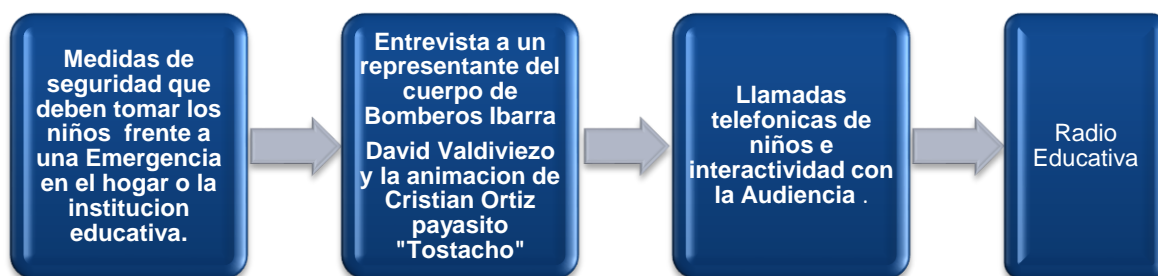 Medidas de
seguridad que
deben tomar los
niños frente a
una Emergencia
en el hogar o la
institucion
educativa.
Entrevista a un
representante del
cuerpo de
Bomberos Ibarra
David Valdiviezo
y la animacion de
Cristian Ortiz
payasito
"Tostacho"
Llamadas
telefonicas de
niños e
interactividad con
la Audiencia .
Radio
Educativa